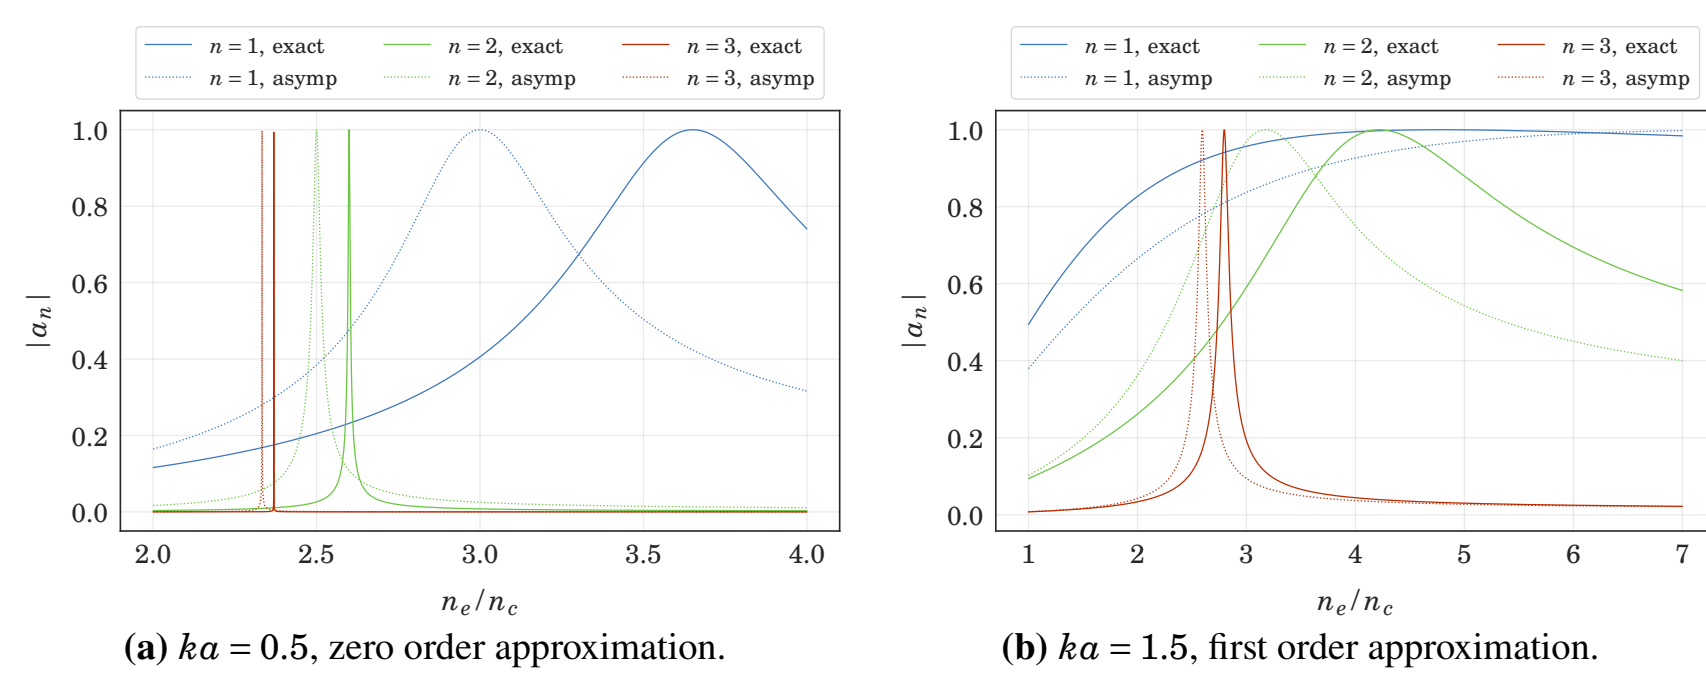 n = 1, exact n = 2, exact n = 3, exact
n = 1, asymp n = 2, asymp n = 3, asymp
1.0
0.8
0.6
0.4
0.2
0.0
|aₙ|
2.0 2.5 3.0 3.5 4.0
nₑ/n_c
(a) ka = 0.5, zero order approximation.
n = 1, exact n = 2, exact n = 3, exact
n = 1, asymp n = 2, asymp n = 3, asymp
1.0
0.8
0.6
0.4
0.2
0.0
|aₙ|
1 2 3 4 5 6 7
nₑ/n_c
(b) ka = 1.5, first order approximation.